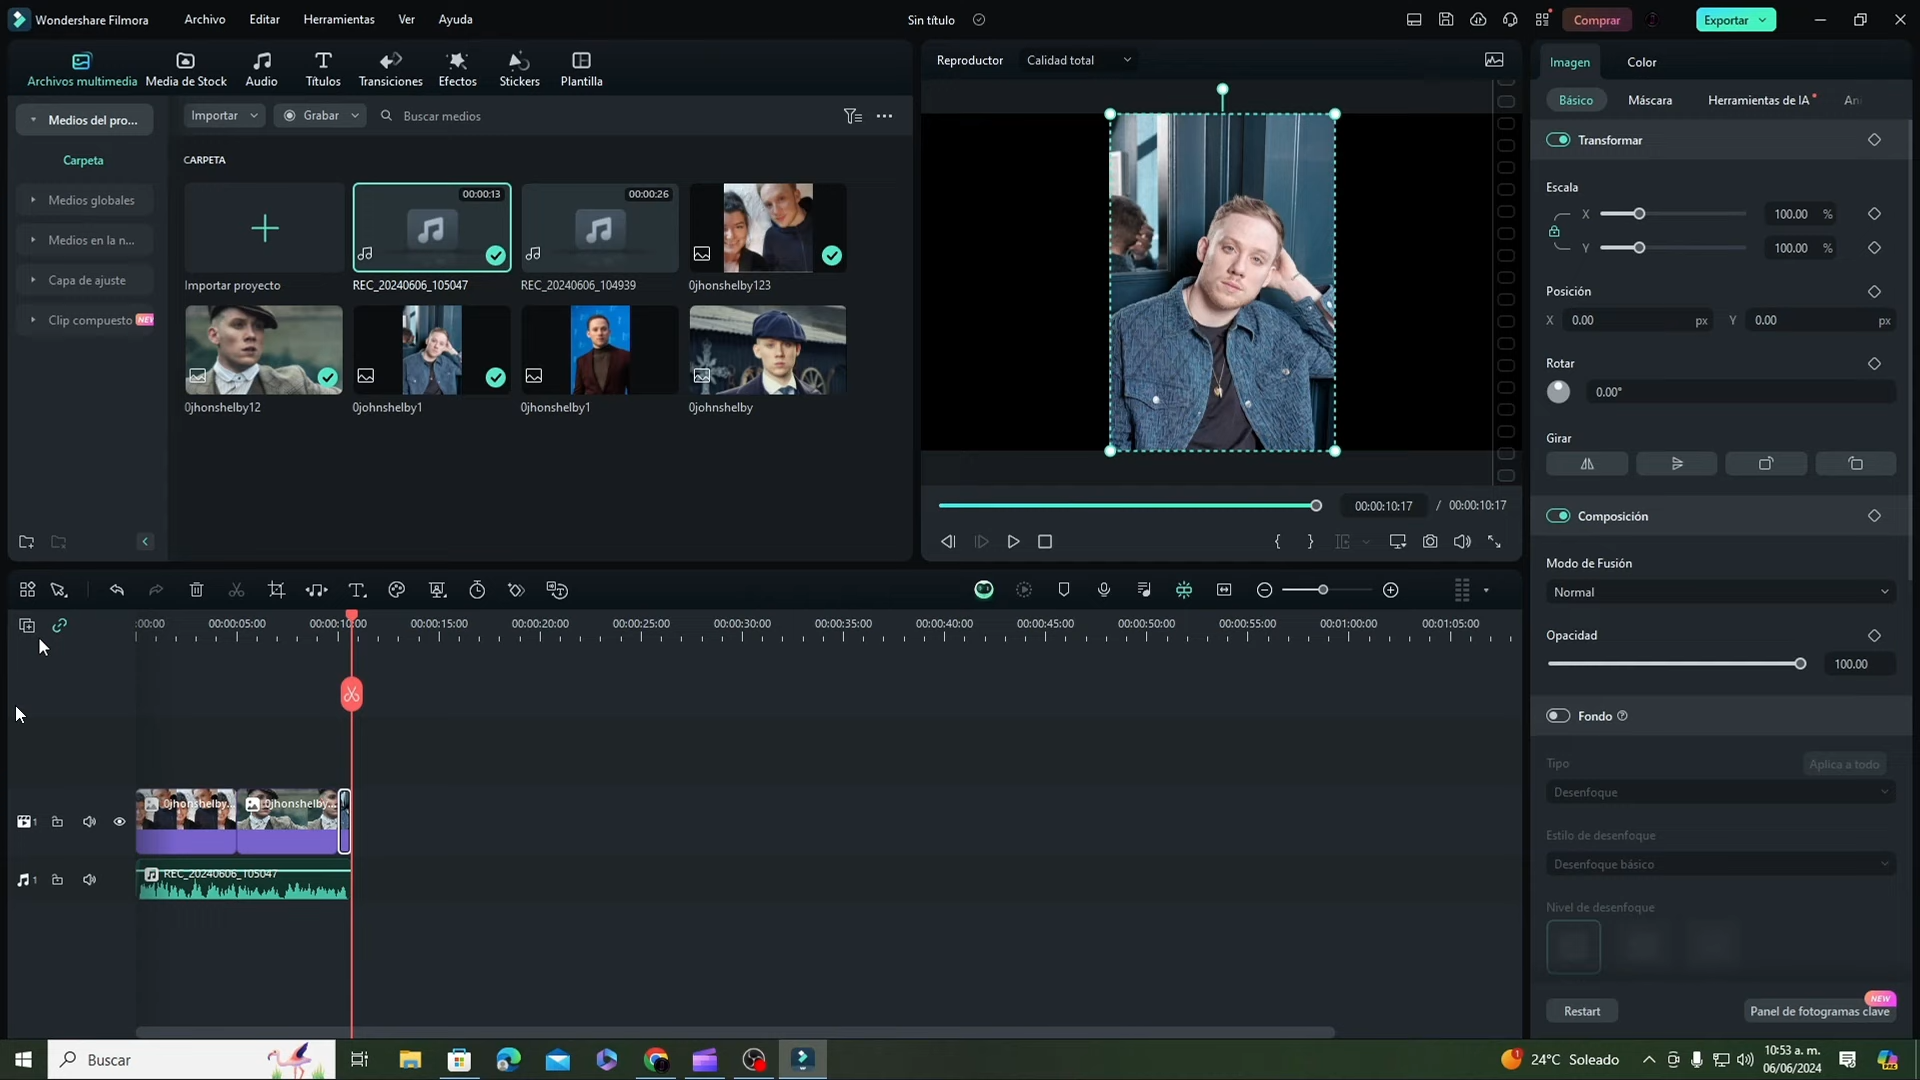 Wondershare Filmora
Archivo
Editar
Herramientas
Ver
Ayuda
Sin título
Comprar
Exportar
Archivos multimedia
Media de Stock
Audio
Títulos
Transiciones
Efectos
Stickers
Plantilla
Reproductor
Calidad total
Imagen
Color
Medios del pro...
Importar
Grabar
Buscar medios
Básico
Máscara
Herramientas de IA
An
Carpeta
CARPETA
Transformar
Medios globales
Medios en la n...
Capa de ajuste
Clip compuesto
NEW
00:00:13
00:00:26
Importar proyecto
REC_20240606_105047
REC_20240606_104939
0jhonshelby123
0jhonshelby12
0johnshelby1
0jhonshelby1
0johnshelby
Escala
X
100.00
%
Y
100.00
%
Posición
X
0.00
px
Y
0.00
px
Rotar
0.00°
Girar
00:00:10:17
/
00:00:10:17
Composición
Modo de Fusión
Normal
Opacidad
100.00
Fondo
Tipo
Aplica a todo
Desenfoque
Estilo de desenfoque
Desenfoque básico
Nivel de desenfoque
Restart
NEW
Panel de fotogramas clave
:00:00
00:00:05:00
00:00:10:00
00:00:15:00
00:00:20:00
00:00:25:00
00:00:30:00
00:00:35:00
00:00:40:00
00:00:45:00
00:00:50:00
00:00:55:00
00:01:00:00
00:01:05:00
0jhonshelby...
0jhonshelby...
1
REC_20240606_105047
1
Buscar
1
24°C Soleado
10:53 a. m.
06/06/2024